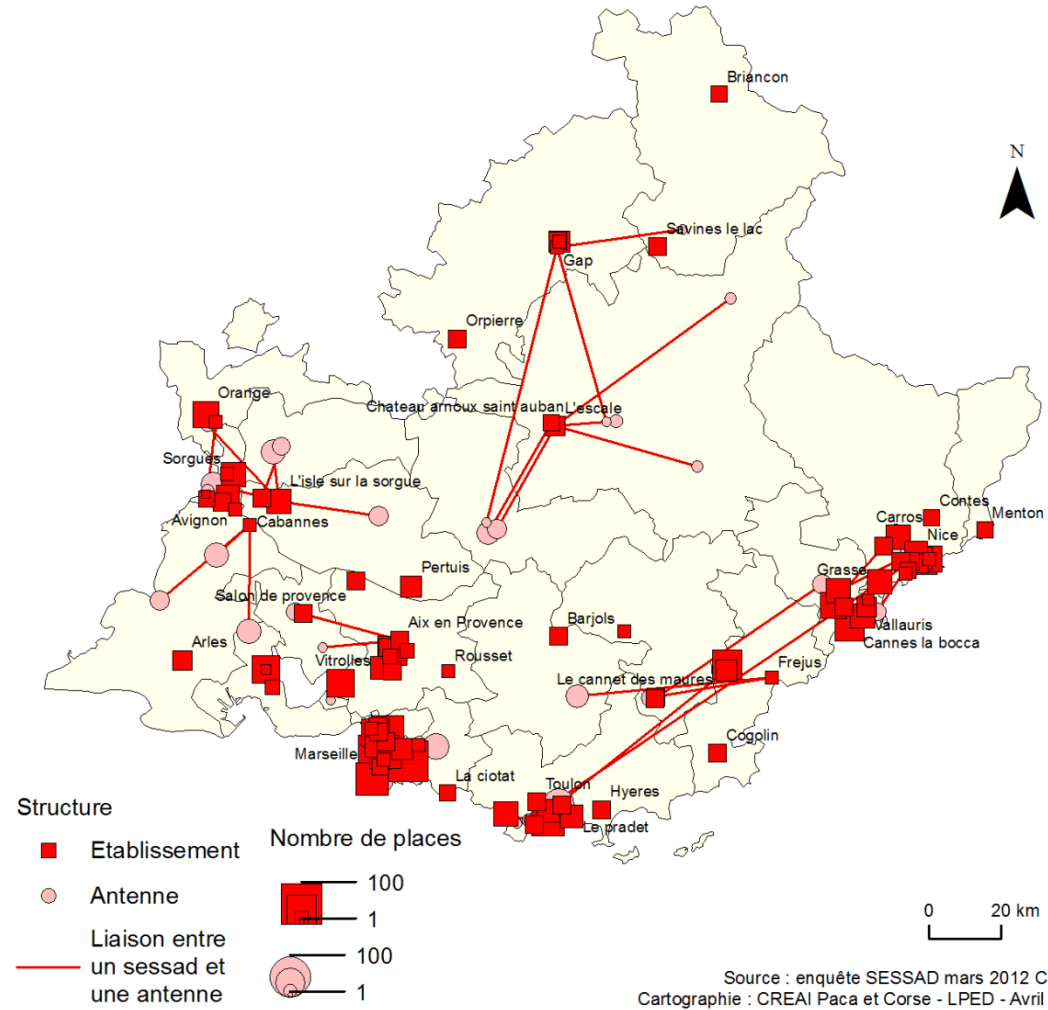 Briancon
N
Savines le lac
Gap
Orpierre
Chateau arnoux saint auban
L'escale
Orange
Sorgues
L'isle sur la sorgue
Avignon
Cabannes
Contes
Carros
Menton
Nice
Grasse
Pertuis
Salon de provence
Aix en Provence
Barjols
Vallauris
Cannes la bocca
Arles
Vitrolles
Rousset
Le cannet des maures
Frejus
Marseille
Cogolin
La ciotat
Toulon
Hyeres
Le pradet
Structure
Etablissement
Antenne
Liaison entre
un sessad et
une antenne
Nombre de places
100
1
100
1
0 20 km
Source : enquête SESSAD mars 2012 C
Cartographie : CREAI Paca et Corse - LPED - Avril